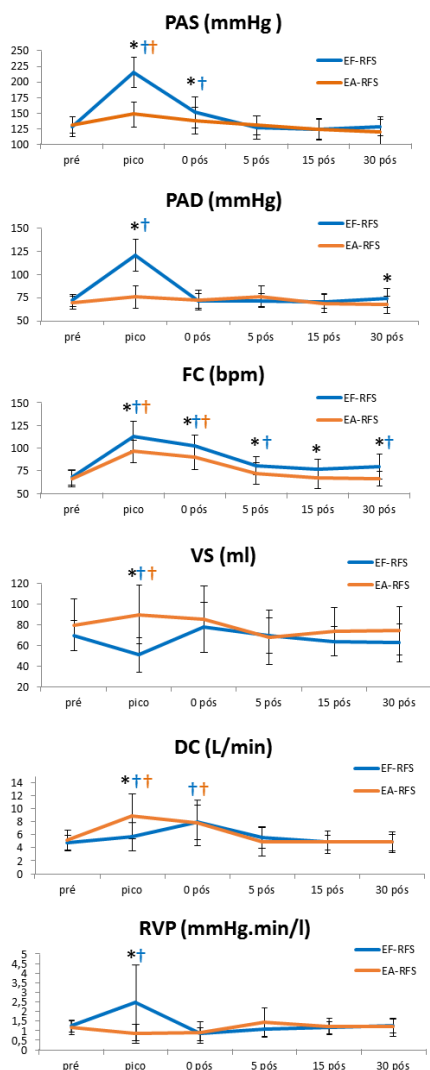 PAS (mmHg )
250
225
200
175
150
125
100
* ††
* †
EF-RFS
EA-RFS
pré pico 0 pós 5 pós 15 pós 30 pós
PAD (mmHg)
150
125
100
75
50
* †
*
EF-RFS
EA-RFS
pré pico 0 pós 5 pós 15 pós 30 pós
FC (bpm)
150
125
100
75
50
*††
*††
* †
*
*†
EF-RFS
EA-RFS
pré pico 0 pós 5 pós 15 pós 30 pós
VS (ml)
120
100
80
60
40
20
0
*††
EF-RFS
EA-RFS
pré pico 0 pós 5 pós 15 pós 30 pós
DC (L/min)
14
12
10
8
6
4
2
0
*††
††
EF-RFS
EA-RFS
pré pico 0 pós 5 pós 15 pós 30 pós
RVP (mmHg.min/l)
5
4,5
4
3,5
3
2,5
2
1,5
1
0,5
0
*†
EF-RFS
EA-RFS
pré pico 0 pós 5 pós 15 pós 30 pós